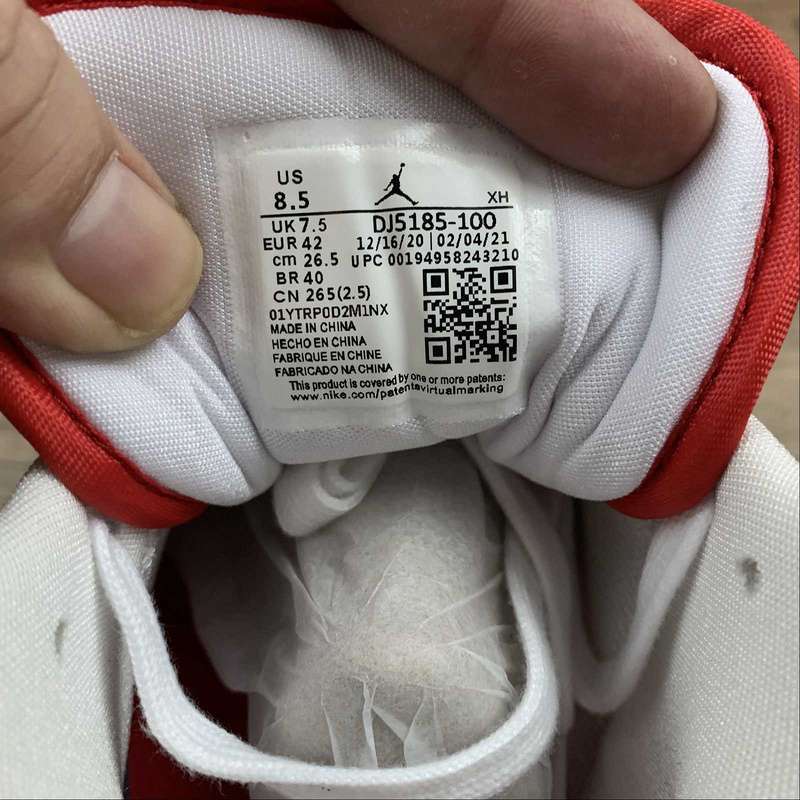 US
8.5 XH
UK 7.5 DJ5185-100
EUR 42 12/16/20 | 02/04/21
cm 26.5 UPC 00194958243210
BR 40
CN 265(2.5)
01YTRP0D2M1NX
MADE IN CHINA
HECHO EN CHINA
FABRIQUE EN CHINE
FABRICADO NA CHINA
This product is covered by one or more patents:
www.nike.com/patentavirtualmarking